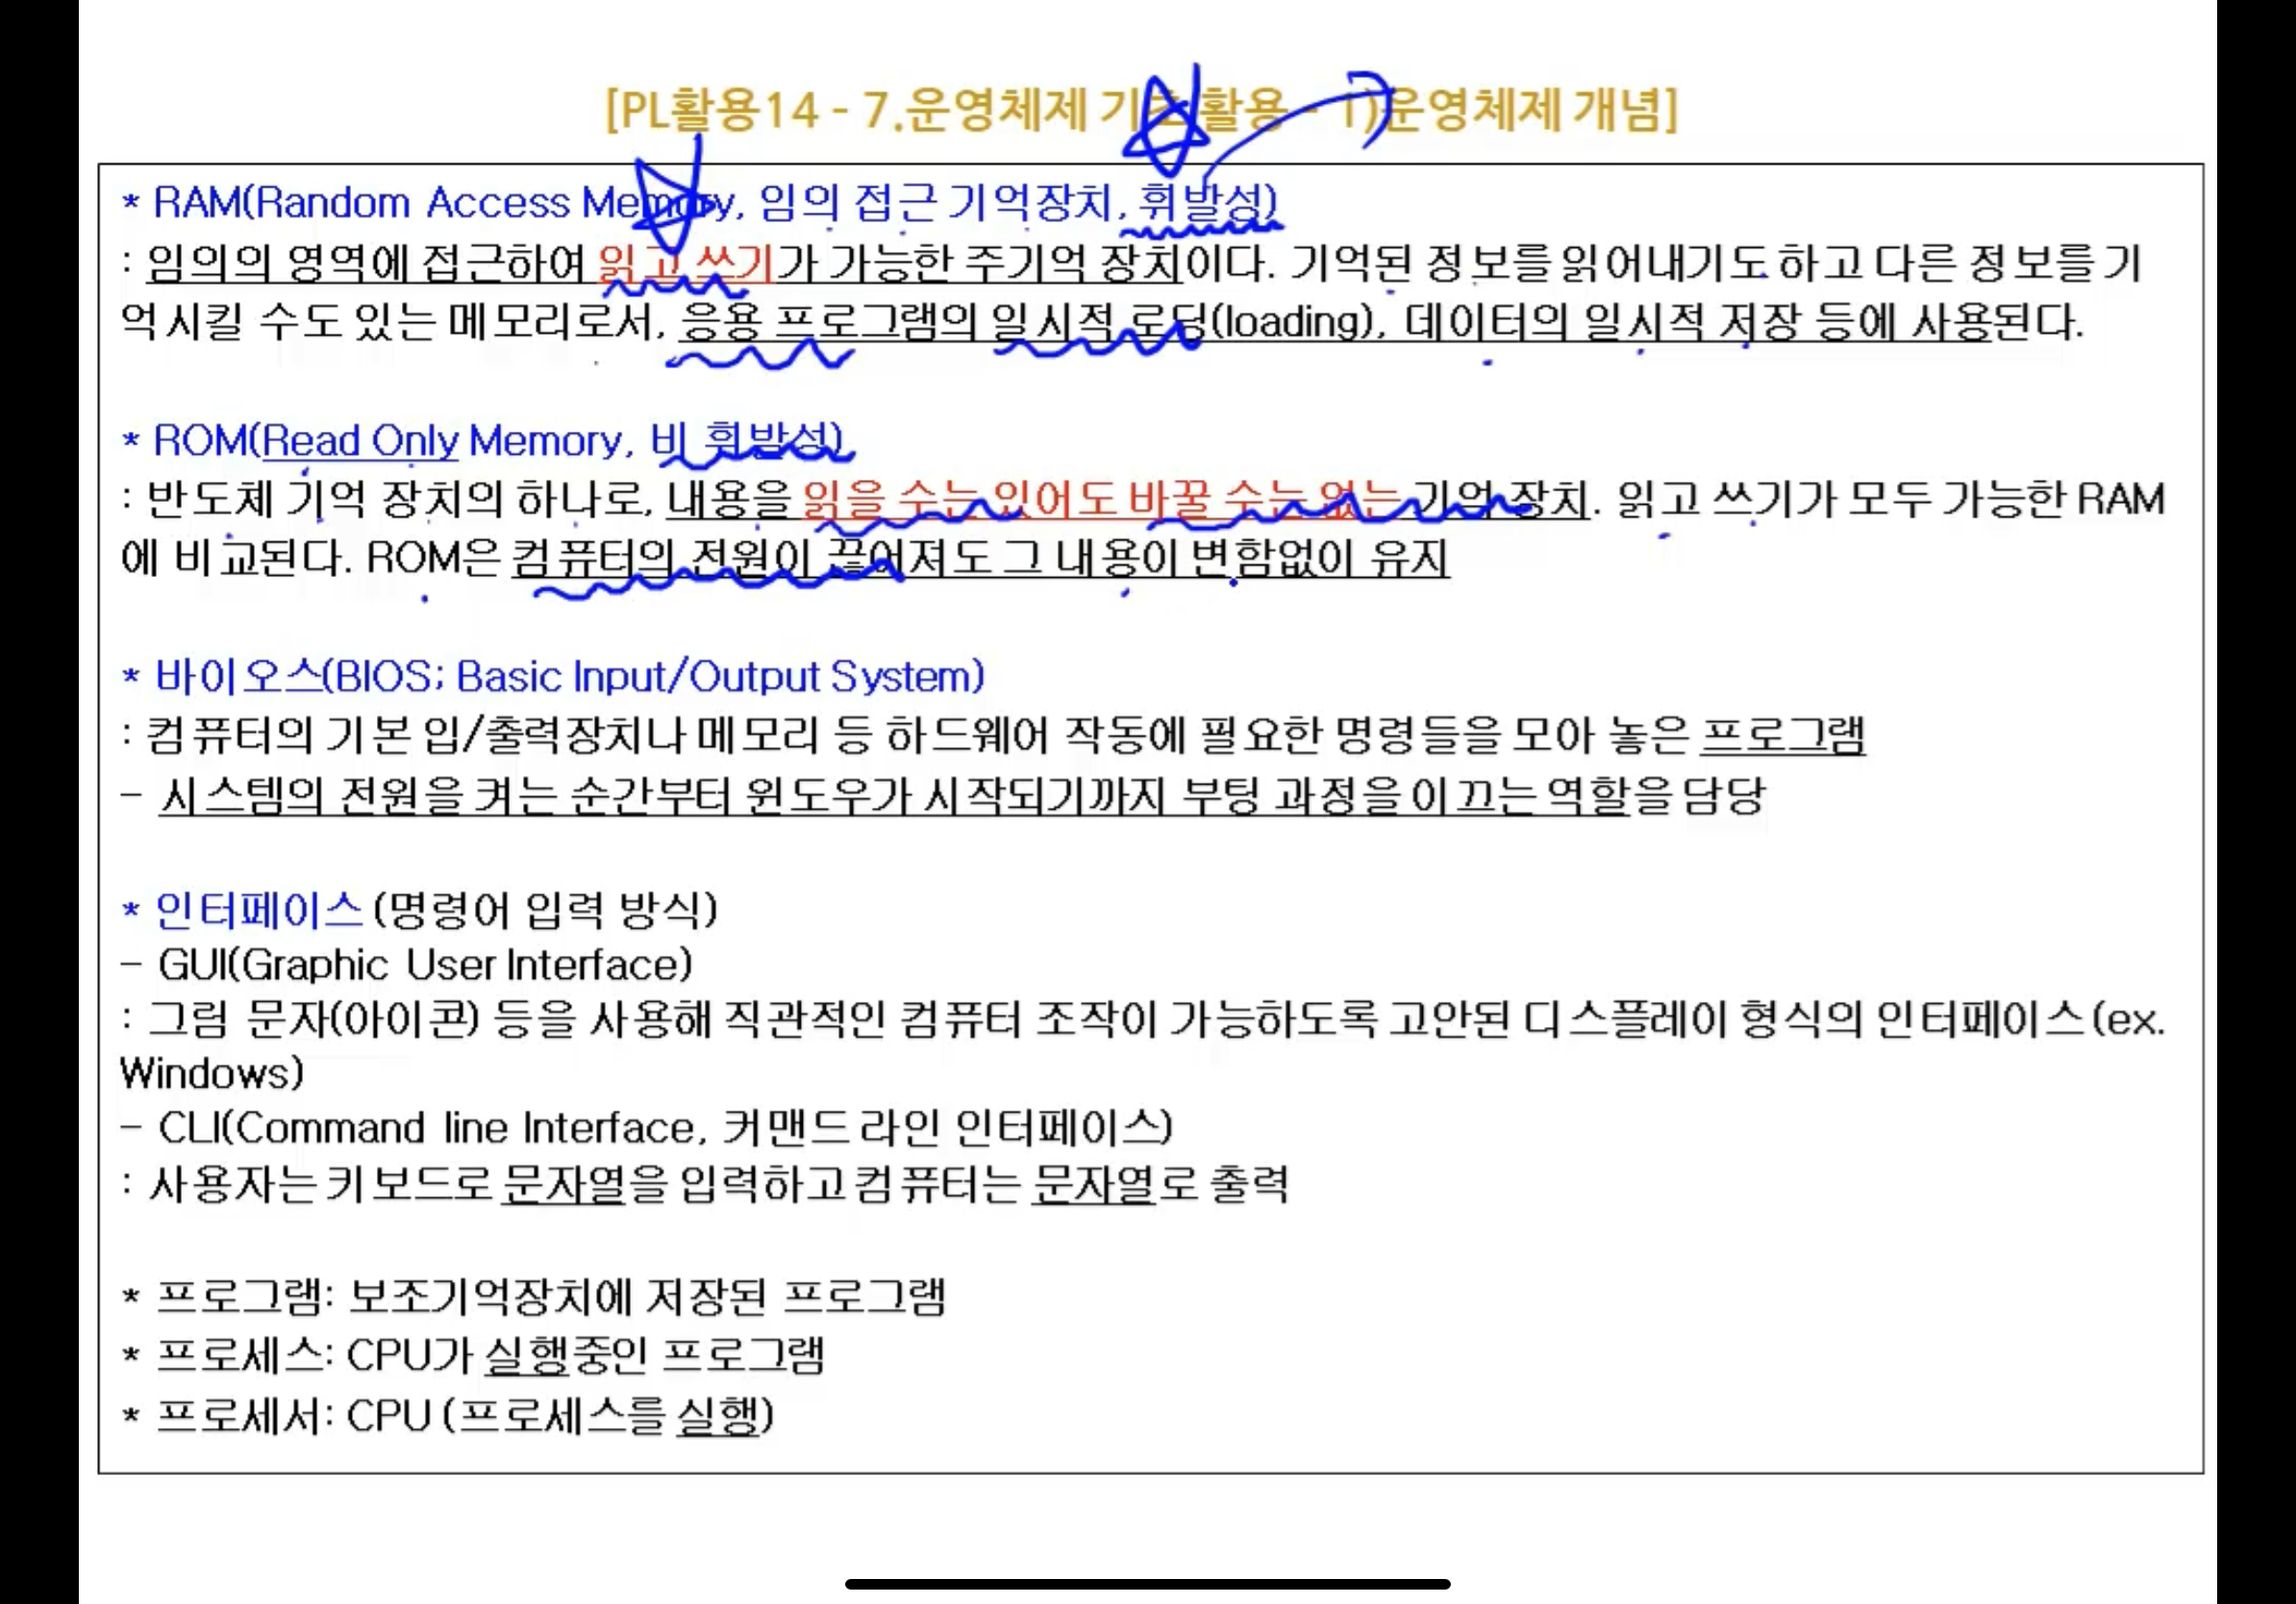 [PL활용14 - 7.운영체제 기초 활용 - 1)운영체제 개념]
* RAM(Random Access Memory, 임의 접근 기억장치, 휘발성)
: 임의의 영역에 접근하여 읽고 쓰기가 가능한 주기억 장치이다. 기억된 정보를 읽어내기도 하고 다른 정보를 기
억시킬 수도 있는 메모리로서, 응용 프로그램의 일시적 로딩(loading), 데이터의 일시적 저장 등에 사용된다.
* ROM(Read Only Memory, 비 휘발성)
: 반도체 기억 장치의 하나로, 내용을 읽을 수는 있어도 바꿀 수는 없는 기억 장치. 읽고 쓰기가 모두 가능한 RAM
에 비교된다. ROM은 컴퓨터의 전원이 끊어져도 그 내용이 변함없이 유지
* 바이오스(BIOS; Basic Input/Output System)
: 컴퓨터의 기본 입/출력장치나 메모리 등 하드웨어 작동에 필요한 명령들을 모아 놓은 프로그램
- 시스템의 전원을 켜는 순간부터 윈도우가 시작되기까지 부팅 과정을 이끄는 역할을 담당
* 인터페이스 (명령어 입력 방식)
- GUI(Graphic User Interface)
: 그림 문자(아이콘) 등을 사용해 직관적인 컴퓨터 조작이 가능하도록 고안된 디스플레이 형식의 인터페이스 (ex.
Windows)
- CLI(Command line Interface, 커맨드 라인 인터페이스)
: 사용자는 키보드로 문자열을 입력하고 컴퓨터는 문자열로 출력
* 프로그램: 보조기억장치에 저장된 프로그램
* 프로세스: CPU가 실행중인 프로그램
* 프로세서: CPU (프로세스를 실행)